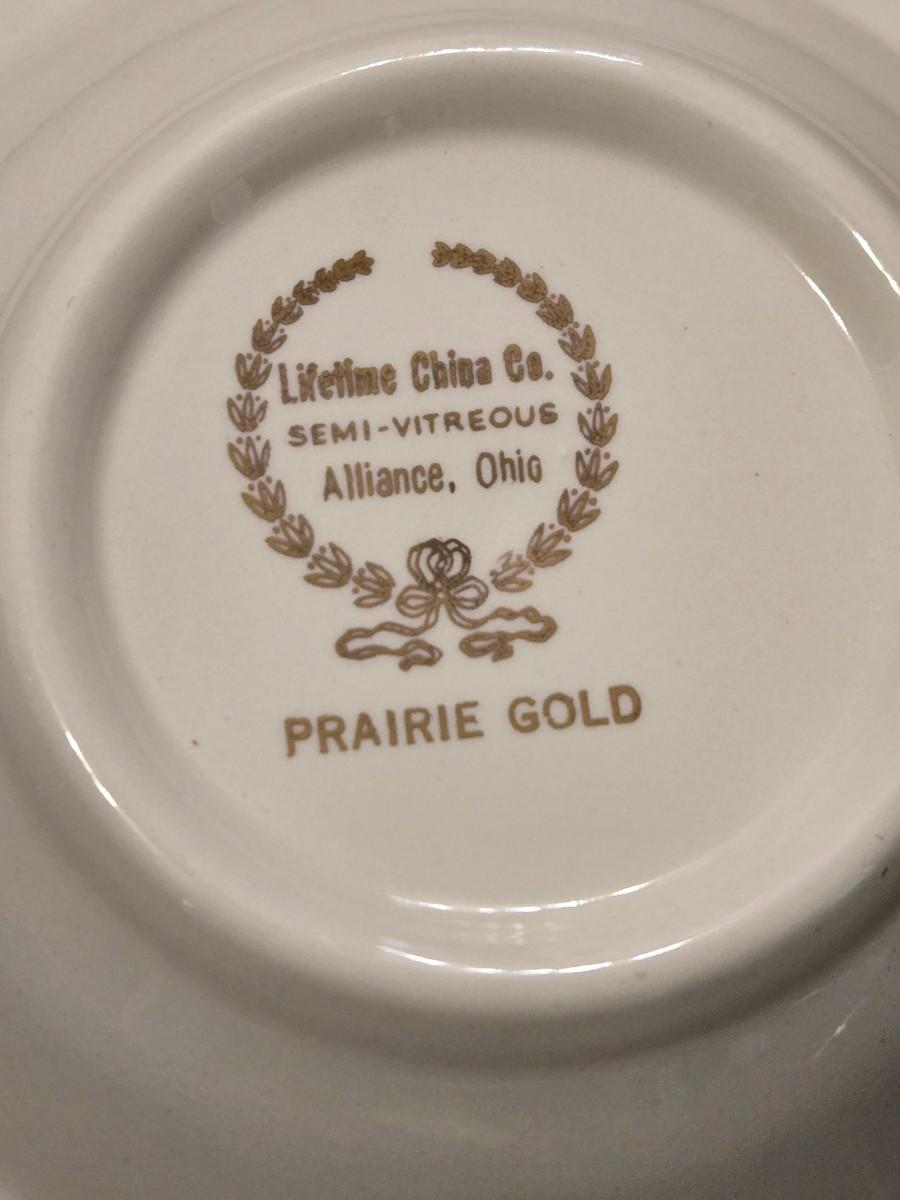 Lifetime China Co.
SEMI-VITREOUS
Alliance, Ohio
PRAIRIE GOLD